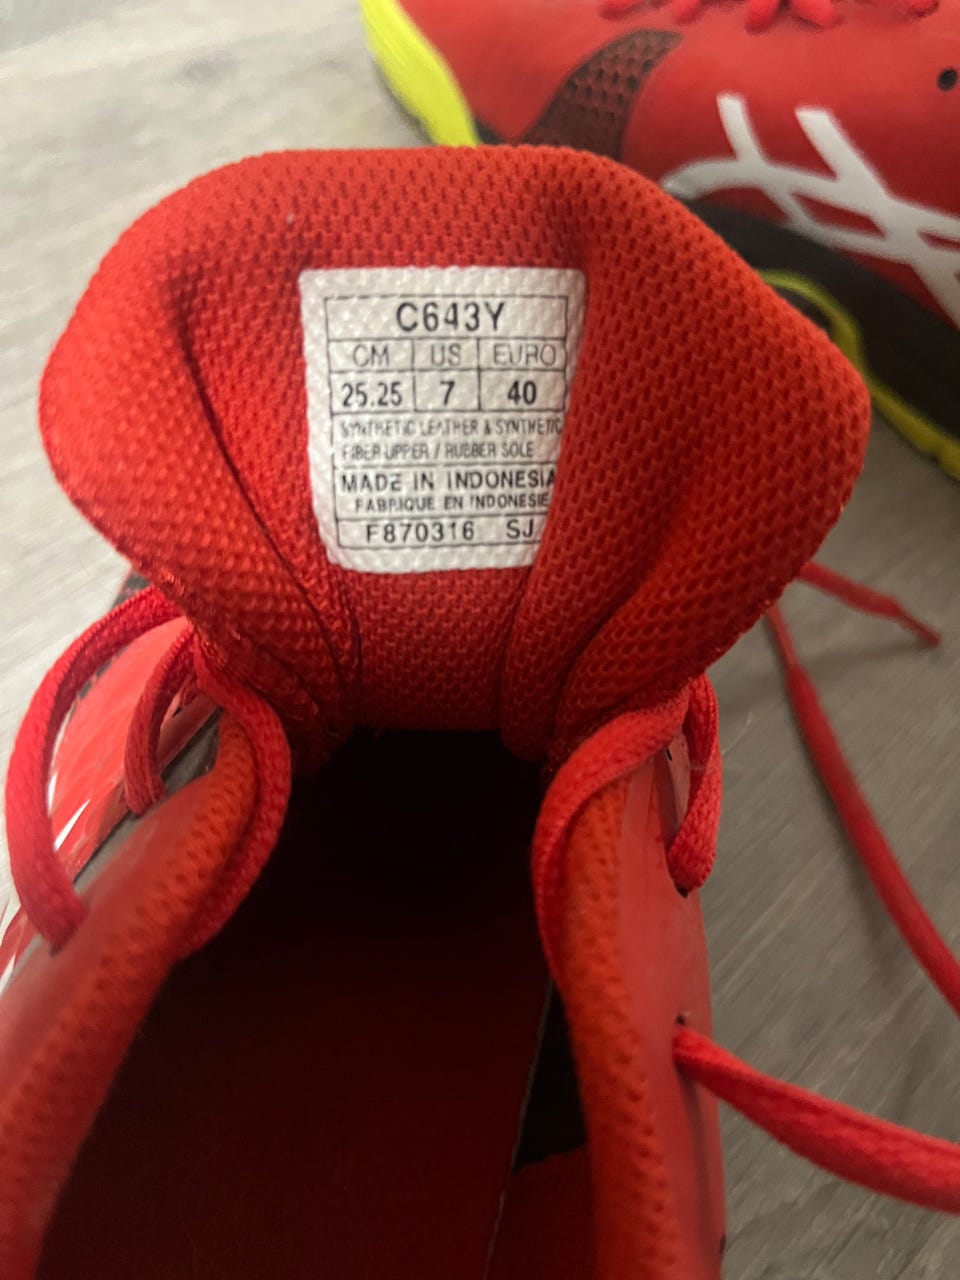 C643Y
CM US EURO
25.25 7 40
SYNTHETIC LEATHER & SYNTHETIC
FIBER UPPER / RUBBER SOLE
MADE IN INDONESIA
FABRIQUE EN INDONESIE
F870316 SJ